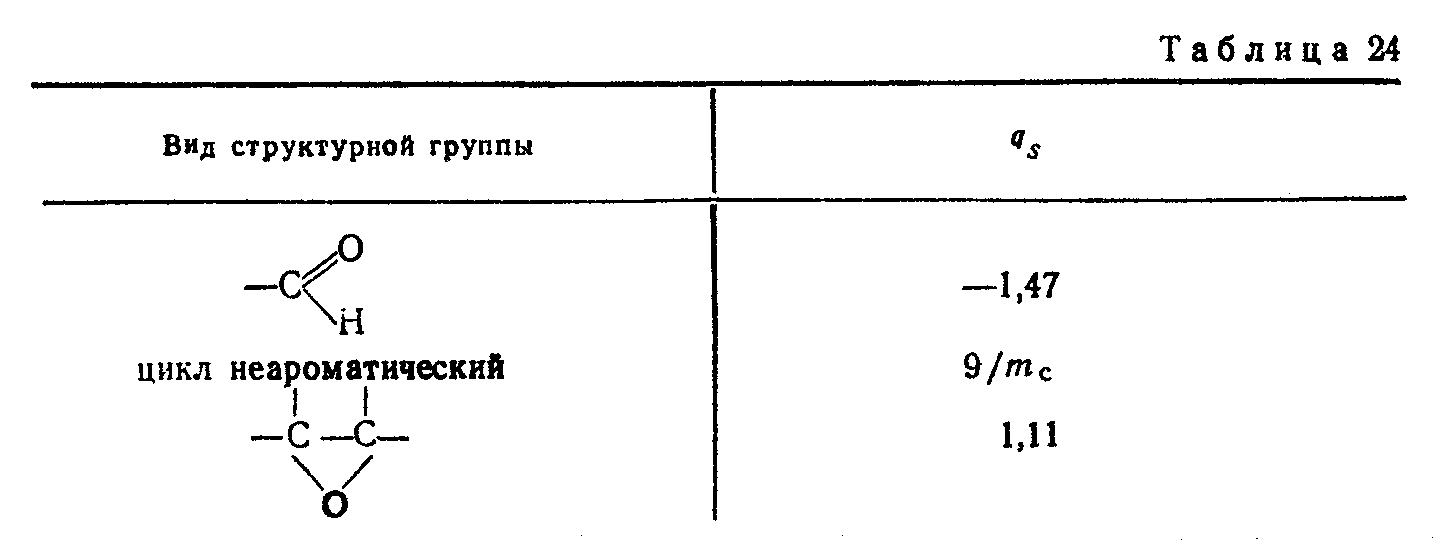 Таблица 24
Вид структурной группы q_s
O
—C
H
—1,47
цикл неароматический 9/m_c
—C—C— 1,11
O